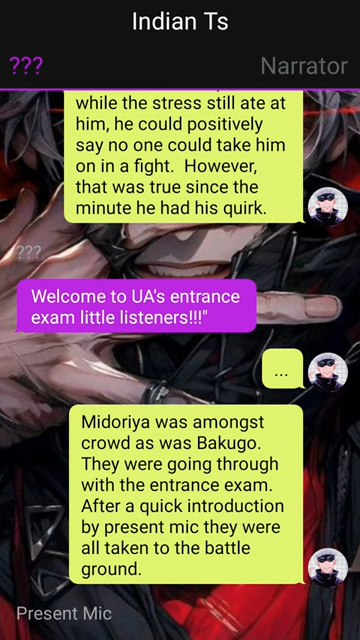 Indian Ts
???
Narrator
while the stress still ate at
him, he could positively
say no one could take him
on in a fight.  However,
that was true since the
minute he had his quirk.
???
Welcome to UA's entrance
exam little listeners!!!"
...
Midoriya was amongst
crowd as was Bakugo.
They were going through
with the entrance exam.
After a quick introduction
by present mic they were
all taken to the battle
ground.
Present Mic